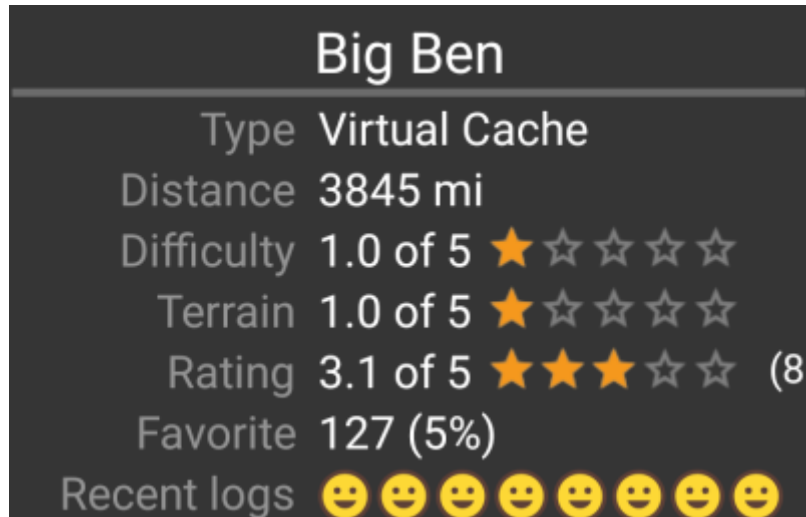 Big Ben
Type Virtual Cache
Distance 3845 mi
Difficulty 1.0 of 5
Terrain 1.0 of 5
Rating 3.1 of 5 (8
Favorite 127 (5%)
Recent logs